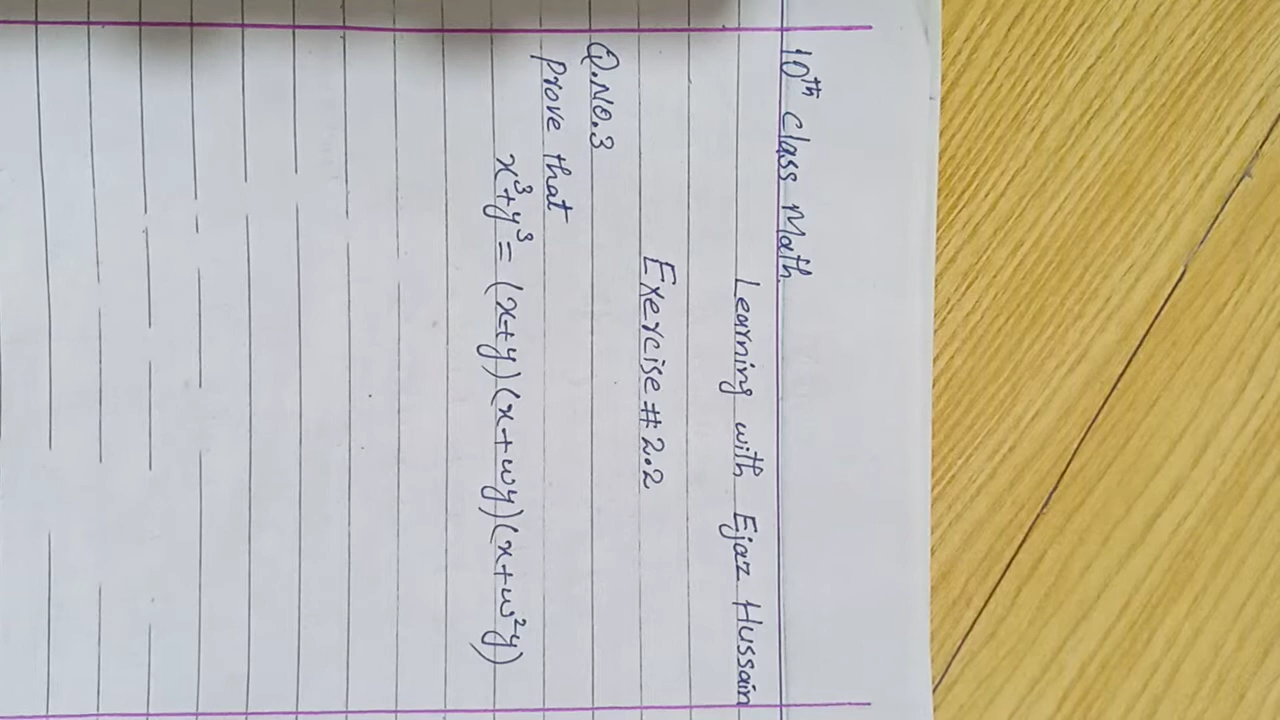 10th class Math.
Learning with Ejaz Hussain
Exercise # 2.2
Q.No.3
Prove that
x³+y³ = (x+y)(x+ωy)(x+ω²y)